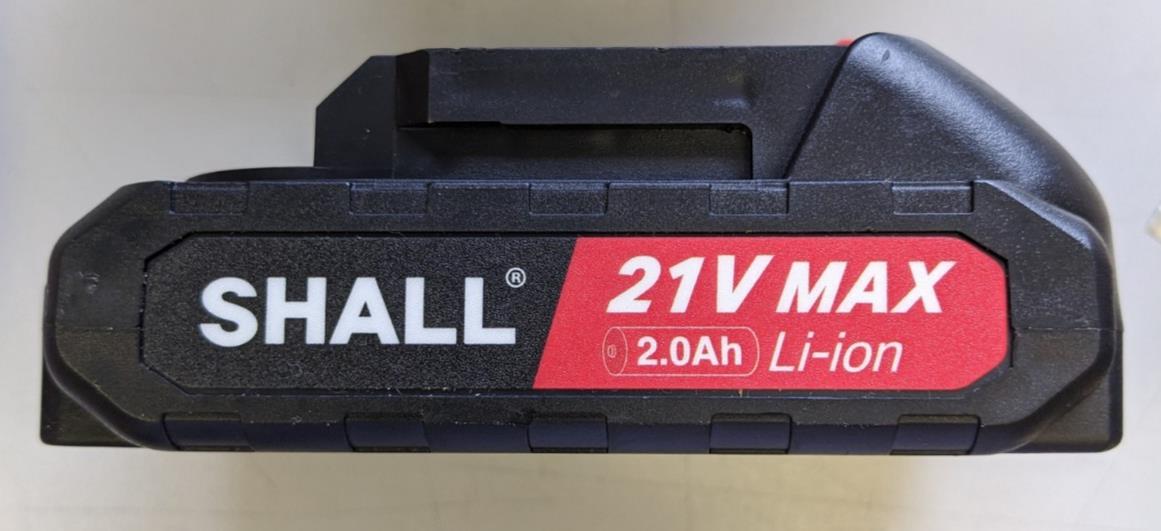 SHALL®
21V MAX
2.0Ah Li-ion